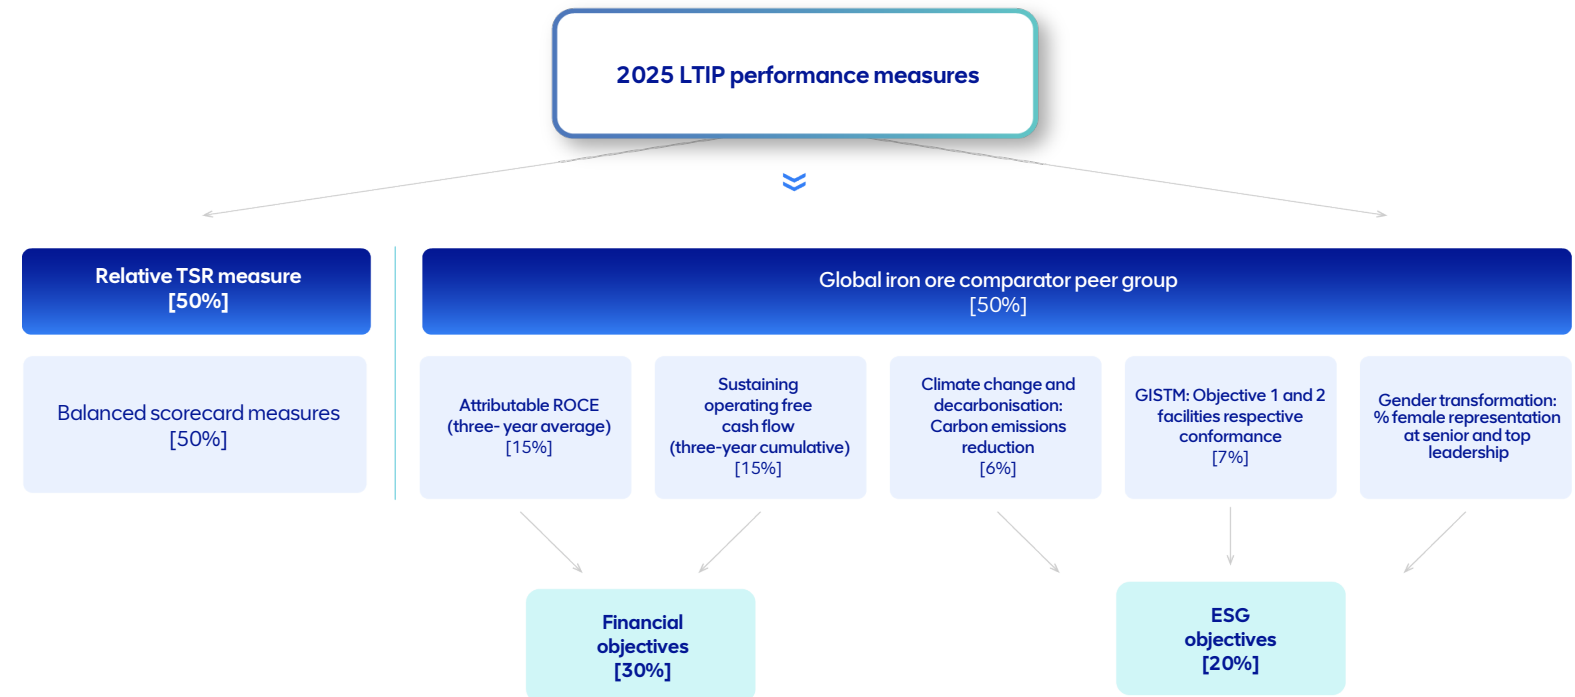 2025 LTIP performance measures
Relative TSR measure
[50%]
Global iron ore comparator peer group
[50%]
Balanced scorecard measures
[50%]
Attributable ROCE
(three- year average)
[15%]
Sustaining
operating free
cash flow
(three-year cumulative)
[15%]
Climate change and
decarbonisation:
Carbon emissions
reduction
[6%]
GISTM: Objective 1 and 2
facilities respective
conformance
[7%]
Gender transformation:
% female representation
at senior and top
leadership
Financial
objectives
[30%]
ESG
objectives
[20%]